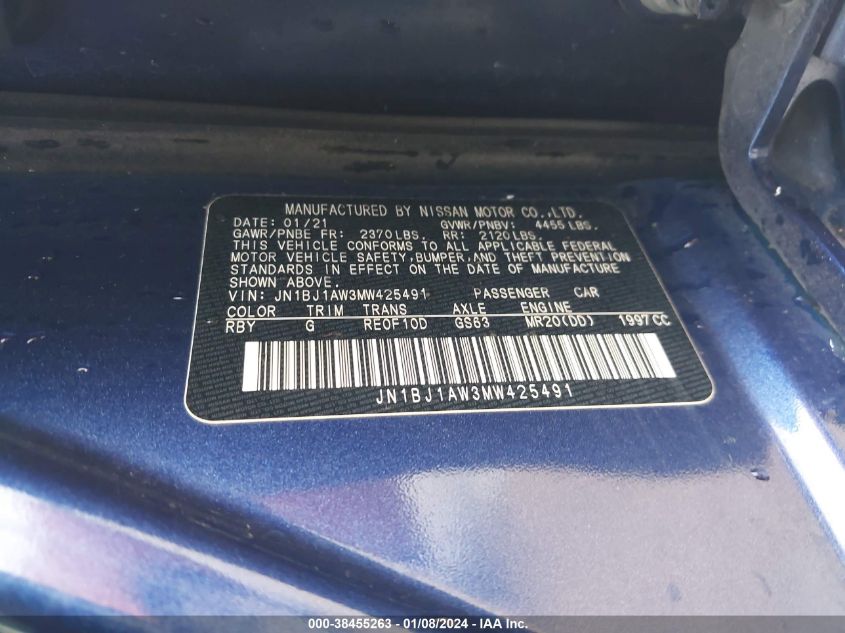 MANUFACTURED BY NISSAN MOTOR CO.,LTD.
DATE: 01/21 GVWR/PNBV: 4455 LBS.
GAWR/PNBE FR: 2370LBS. RR: 2120LBS
THIS VEHICLE CONFORMS TO ALL APPLICABLE FEDERAL
MOTOR VEHICLE SAFETY,BUMPER,AND THEFT PREVENTION
STANDARDS IN EFFECT ON THE DATE OF MANUFACTURE
SHOWN ABOVE.
VIN: JN1BJ1AW3MW425491 PASSENGER CAR
COLOR TRIM TRANS AXLE ENGINE
RBY G RE0F10D GS63 MR20(DD) 1997CC
JN1BJ1AW3MW425491
000-38455263 - 01/08/2024 - IAAI.com